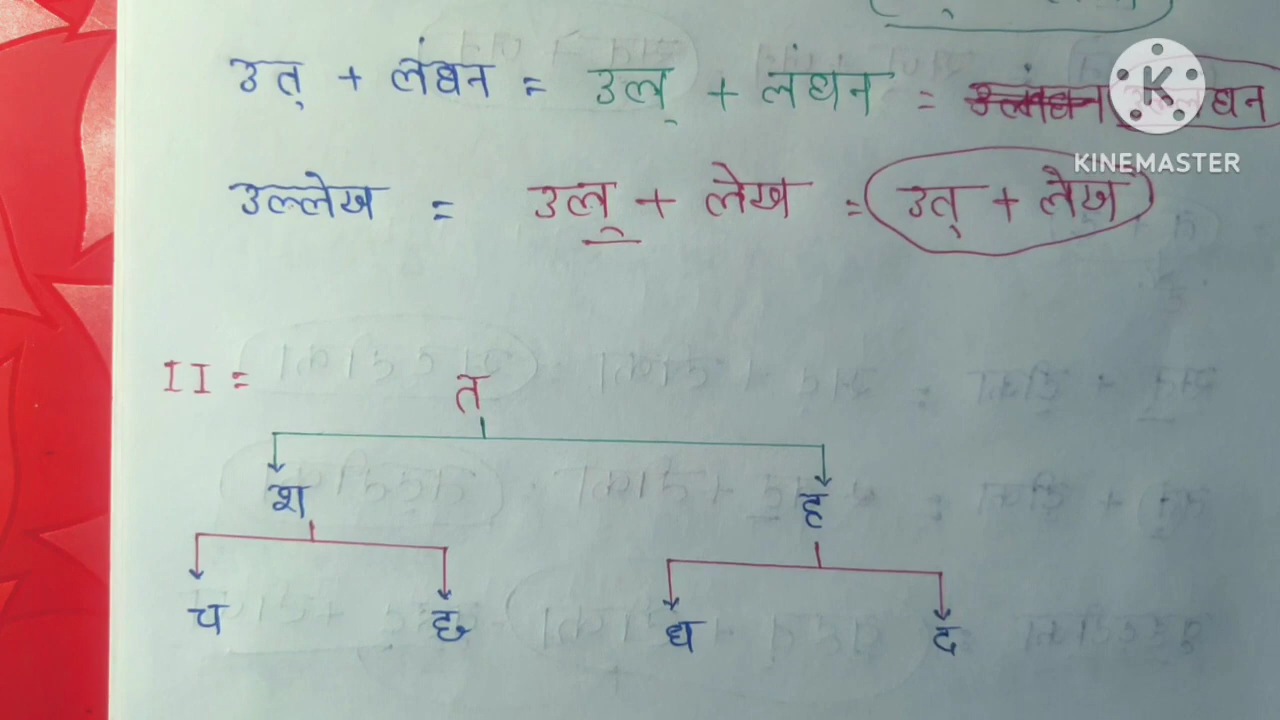 उत् + लंघन = उल् + लंघन = उल्लंघन
KINEMASTER
उल्लेख = उल् + लेख = उत् + लेख
II = त्
श ह
च छ ध द